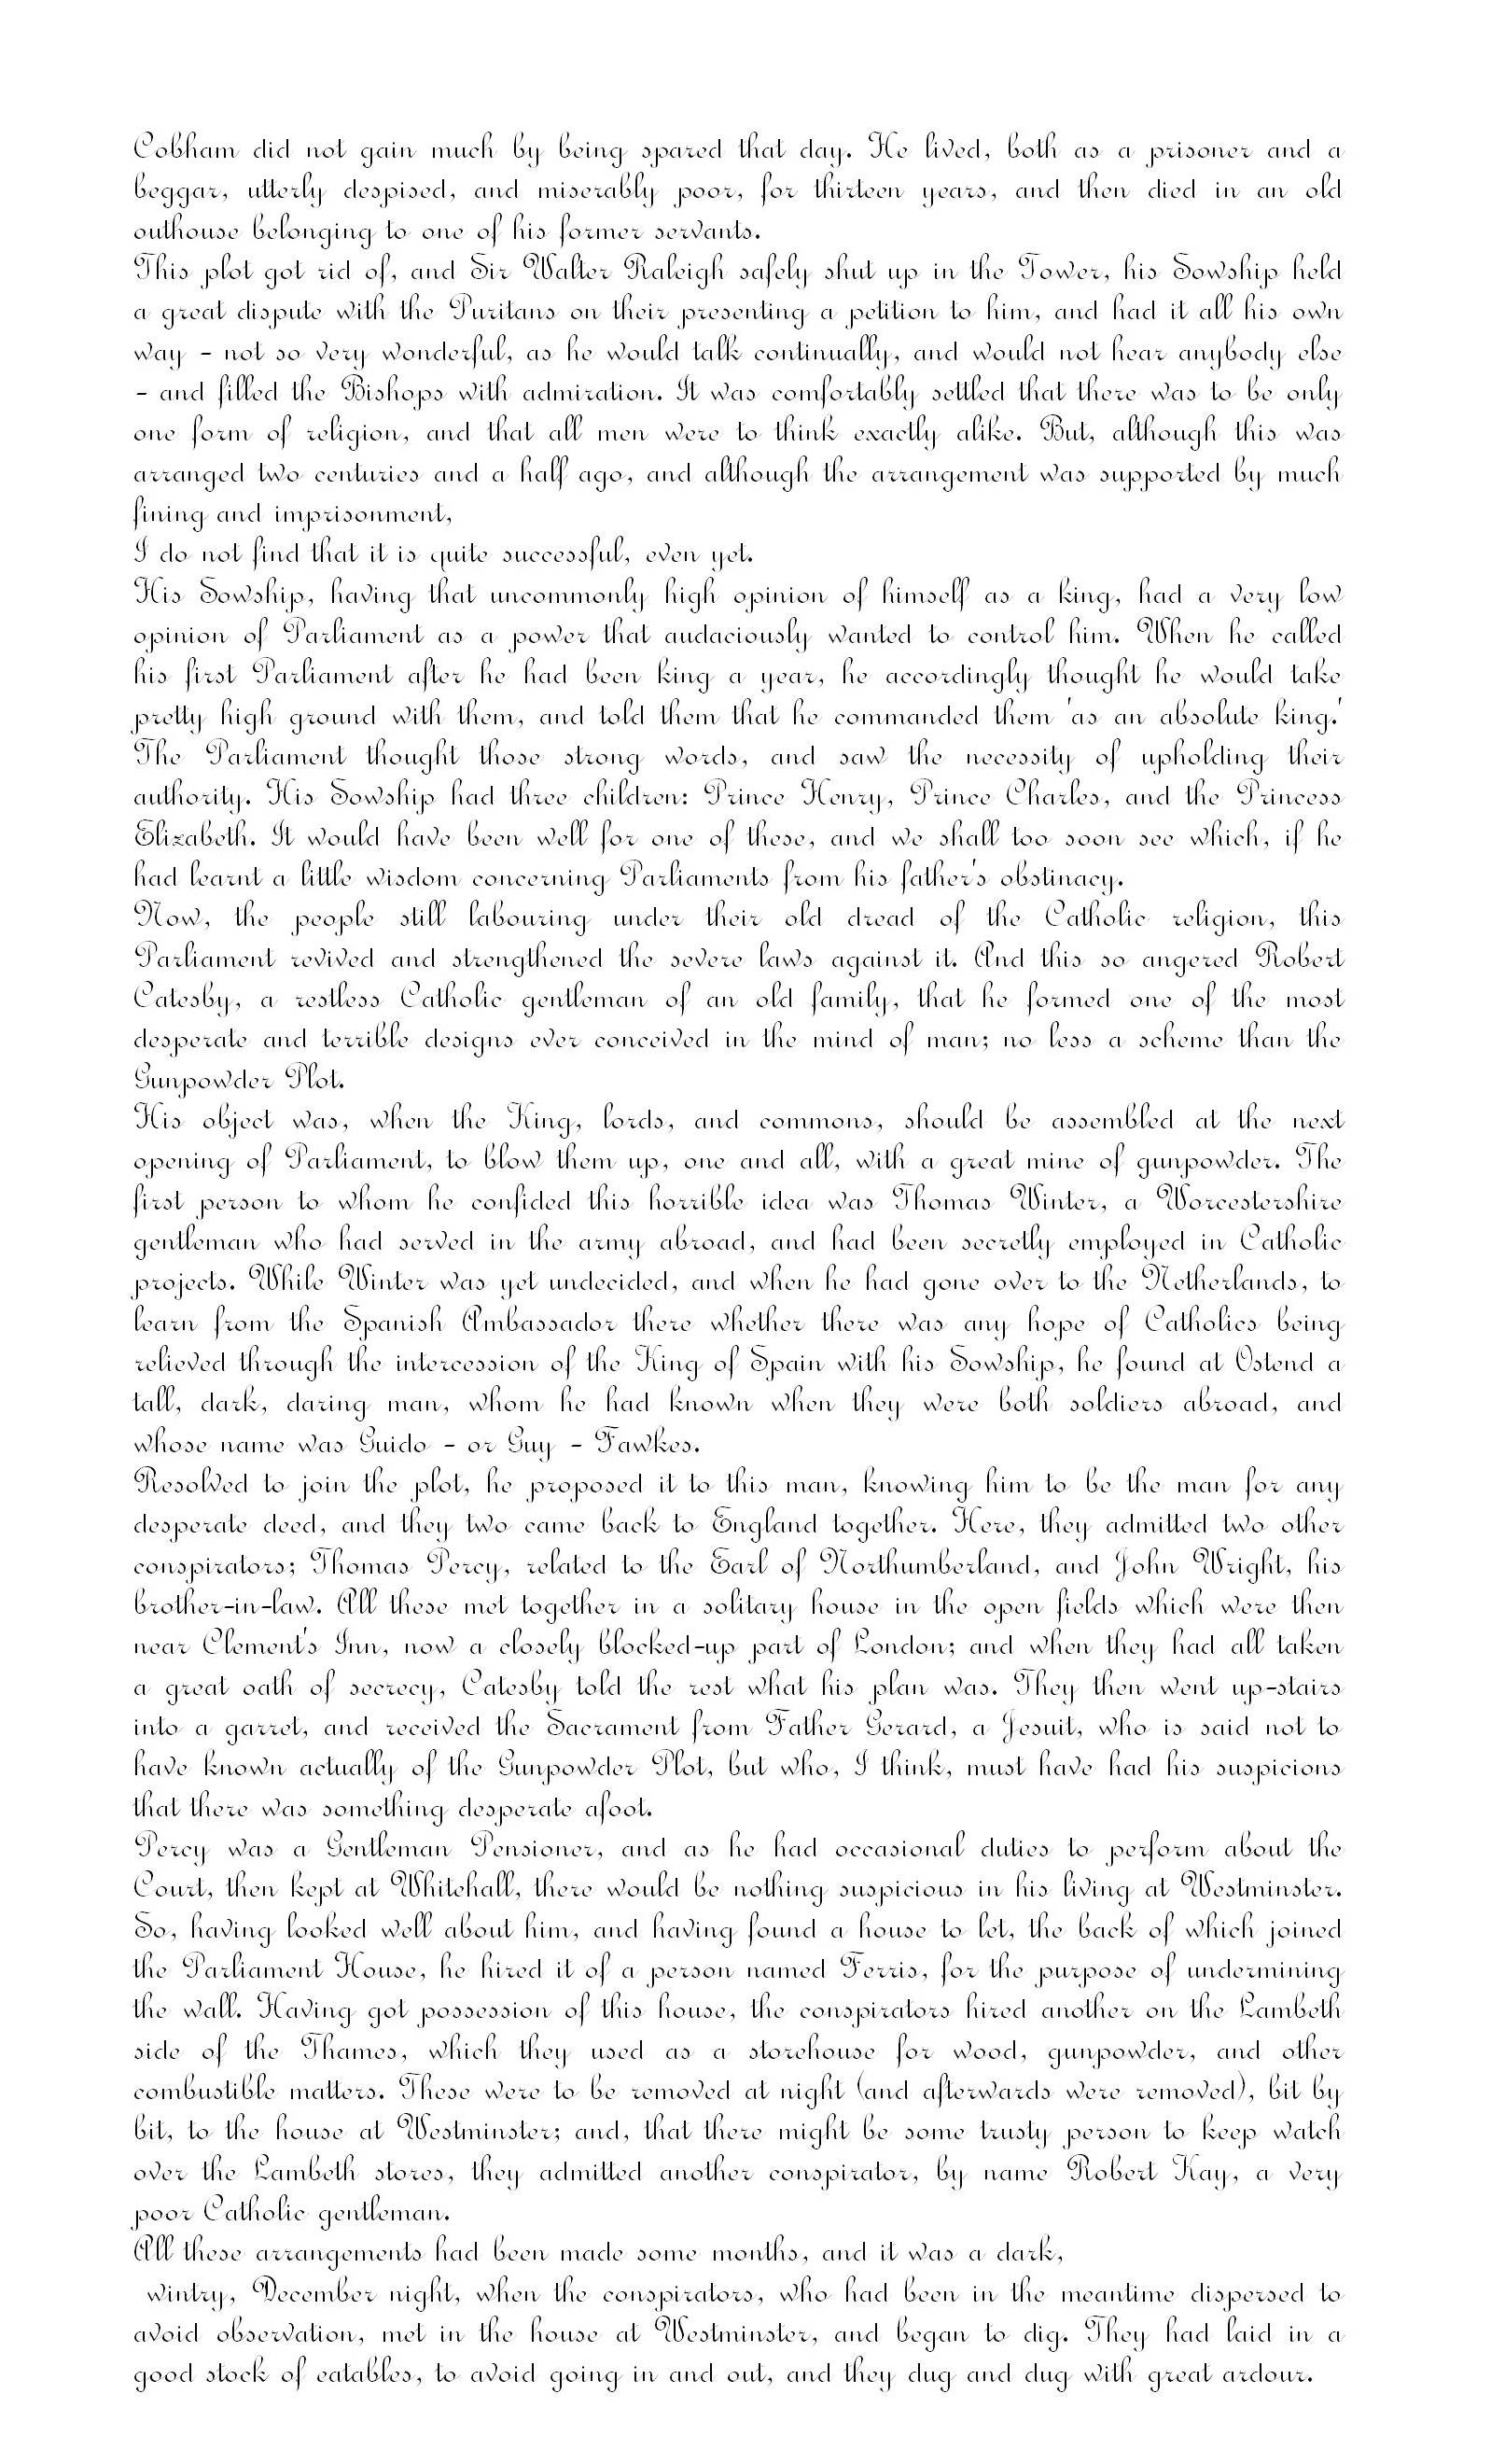 Cobham did not gain much by being spared that day. He lived, both as a prisoner and a
beggar, utterly despised, and miserably poor, for thirteen years, and then died in an old
outhouse belonging to one of his former servants.
This plot got rid of, and Sir Walter Raleigh safely shut up in the Tower, his Sowship held
a great dispute with the Puritans on their presenting a petition to him, and had it all his own
way - not so very wonderful, as he would talk continually, and would not hear anybody else
- and filled the Bishops with admiration. It was comfortably settled that there was to be only
one form of religion, and that all men were to think exactly alike. But, although this was
arranged two centuries and a half ago, and although the arrangement was supported by much
fining and imprisonment,
I do not find that it is quite successful, even yet.
His Sowship, having that uncommonly high opinion of himself as a king, had a very low
opinion of Parliament as a power that audaciously wanted to control him. When he called
his first Parliament after he had been king a year, he accordingly thought he would take
pretty high ground with them, and told them that he commanded them 'as an absolute king.'
The Parliament thought those strong words, and saw the necessity of upholding their
authority. His Sowship had three children: Prince Henry, Prince Charles, and the Princess
Elizabeth. It would have been well for one of these, and we shall too soon see which, if he
had learnt a little wisdom concerning Parliaments from his father's obstinacy.
Now, the people still labouring under their old dread of the Catholic religion, this
Parliament revived and strengthened the severe laws against it. And this so angered Robert
Catesby, a restless Catholic gentleman of an old family, that he formed one of the most
desperate and terrible designs ever conceived in the mind of man; no less a scheme than the
Gunpowder Plot.
His object was, when the King, lords, and commons, should be assembled at the next
opening of Parliament, to blow them up, one and all, with a great mine of gunpowder. The
first person to whom he confided this horrible idea was Thomas Winter, a Worcestershire
gentleman who had served in the army abroad, and had been secretly employed in Catholic
projects. While Winter was yet undecided, and when he had gone over to the Netherlands, to
learn from the Spanish Ambassador there whether there was any hope of Catholics being
relieved through the intercession of the King of Spain with his Sowship, he found at Ostend a
tall, dark, daring man, whom he had known when they were both soldiers abroad, and
whose name was Guido - or Guy - Fawkes.
Resolved to join the plot, he proposed it to this man, knowing him to be the man for any
desperate deed, and they two came back to England together. Here, they admitted two other
conspirators; Thomas Percy, related to the Earl of Northumberland, and John Wright, his
brother-in-law. All these met together in a solitary house in the open fields which were then
near Clement's Inn, now a closely blocked-up part of London; and when they had all taken
a great oath of secrecy, Catesby told the rest what his plan was. They then went up-stairs
into a garret, and received the Sacrament from Father Gerard, a Jesuit, who is said not to
have known actually of the Gunpowder Plot, but who, I think, must have had his suspicions
that there was something desperate afoot.
Percy was a Gentleman Pensioner, and as he had occasional duties to perform about the
Court, then kept at Whitehall, there would be nothing suspicious in his living at Westminster.
So, having looked well about him, and having found a house to let, the back of which joined
the Parliament House, he hired it of a person named Ferris, for the purpose of undermining
the wall. Having got possession of this house, the conspirators hired another on the Lambeth
side of the Thames, which they used as a storehouse for wood, gunpowder, and other
combustible matters. These were to be removed at night (and afterwards were removed), bit by
bit, to the house at Westminster; and, that there might be some trusty person to keep watch
over the Lambeth stores, they admitted another conspirator, by name Robert Kay, a very
poor Catholic gentleman.
All these arrangements had been made some months, and it was a dark,
wintry, December night, when the conspirators, who had been in the meantime dispersed to
avoid observation, met in the house at Westminster, and began to dig. They had laid in a
good stock of eatables, to avoid going in and out, and they dug and dug with great ardour.